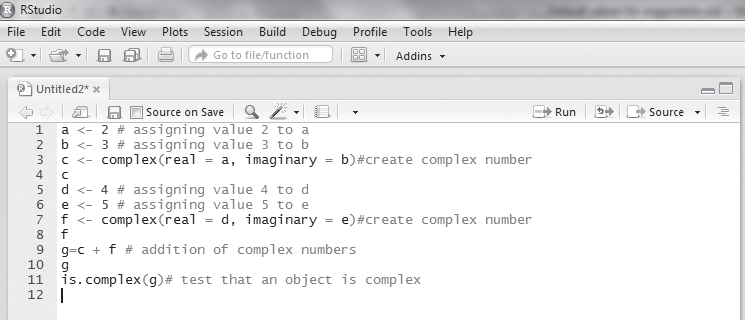 RStudio
File Edit Code View Plots Session Build Debug Profile Tools Help
Go to file/function Addins
Untitled2*
Source on Save Run Source
1 a <- 2 # assigning value 2 to a
2 b <- 3 # assigning value 3 to b
3 c <- complex(real = a, imaginary = b)#create complex number
4 c
5 d <- 4 # assigning value 4 to d
6 e <- 5 # assigning value 5 to e
7 f <- complex(real = d, imaginary = e)#create complex number
8 f
9 g=c + f # addition of complex numbers
10 g
11 is.complex(g)# test that an object is complex
12